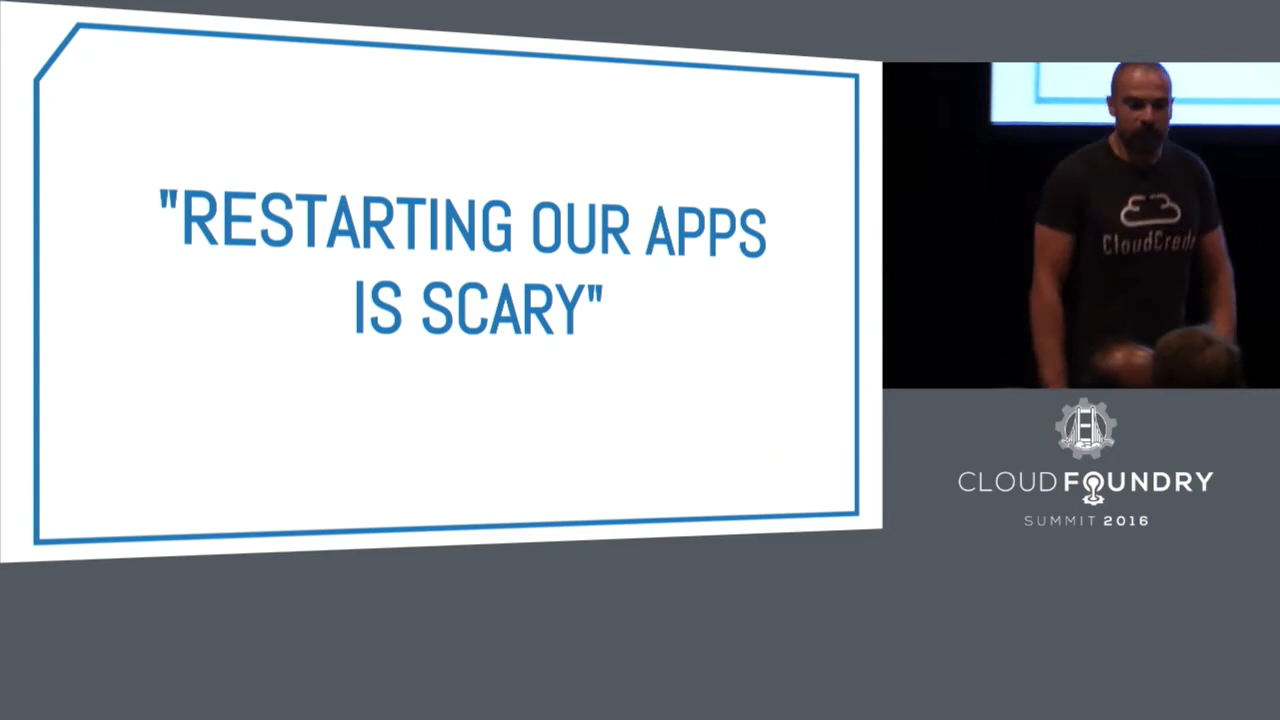 "RESTARTING OUR APPS
IS SCARY"
CLOUD FOUNDRY
SUMMIT 2016